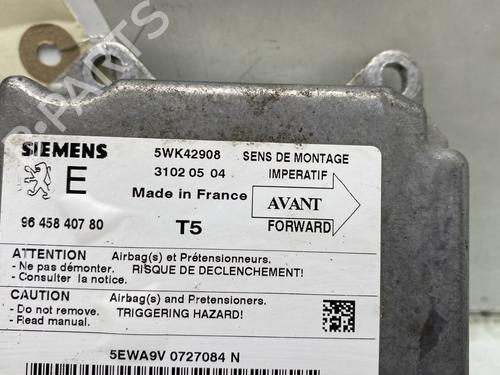 SIEMENS
5WK42908
SENS DE MONTAGE
E
3102 05 04
IMPERATIF
Made in France
AVANT
96 458 407 80
T5
FORWARD
ATTENTION
Airbag(s) et Prétensionneurs.
- Ne pas démonter.
RISQUE DE DECLENCHEMENT!
- Consulter la notice.
CAUTION
Airbag(s) and Pretensioners.
- Do not remove.
TRIGGERING HAZARD!
- Read manual.
5EWA9V 0727084 N